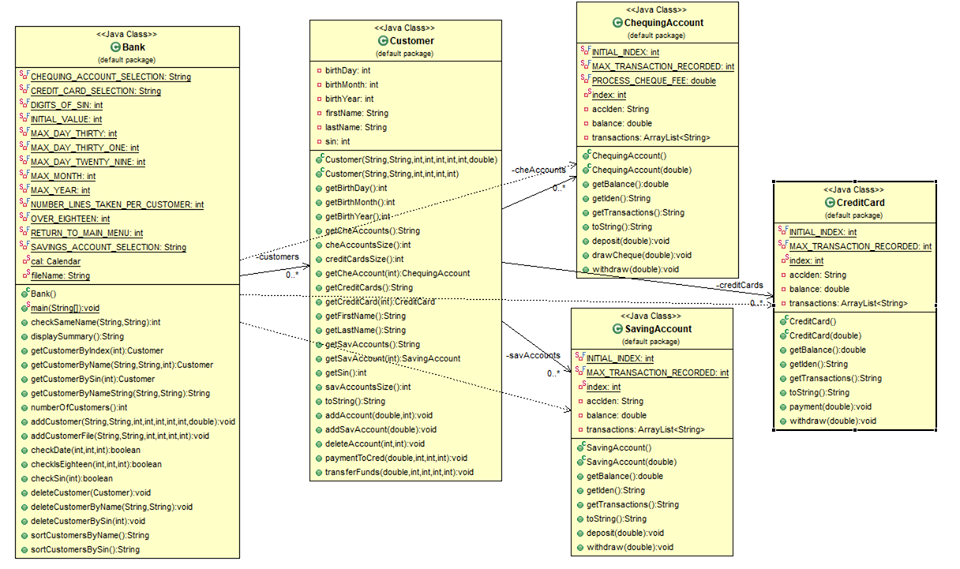 <<Java Class>>
Bank
(default package)
CHEQUING_ACCOUNT_SELECTION: String
CREDIT_CARD_SELECTION: String
DIGITS_OF_SIN: int
INITIAL_VALUE: int
MAX_DAY_THIRTY: int
MAX_DAY_THIRTY_ONE: int
MAX_DAY_TWENTY_NINE: int
MAX_MONTH: int
MAX_YEAR: int
NUMBER_LINES_TAKEN_PER_CUSTOMER: int
OVER_EIGHTEEN: int
RETURN_TO_MAIN_MENU: int
SAVINGS_ACCOUNT_SELECTION: String
cat: Calendar
fileName: String
Bank()
main(String[]):void
checkSameName(String,String):int
displaySummary():String
getCustomerByIndex(int):Customer
getCustomerByName(String,String,int):Customer
getCustomerBySin(int):Customer
getCustomerByNameString(String,String):String
numberOfCustomers():int
addCustomer(String,String,int,int,int,int,int,double):void
addCustomerFile(String,String,int,int,int,int):void
checkDate(int,int,int):boolean
checkIsEighteen(int,int,int):boolean
checkSin(int):boolean
deleteCustomer(Customer):void
deleteCustomerByName(String,String):void
deleteCustomerBySin(int):void
sortCustomersByName():String
sortCustomersBySin():String
-customers
0..*
<<Java Class>>
Customer
(default package)
birthDay: int
birthMonth: int
birthYear: int
firstName: String
lastName: String
sin: int
Customer(String,String,int,int,int,int,int,double)
Customer(String,String,int,int,int,int)
getBirthDay():int
getBirthMonth():int
getBirthYear():int
getCheAccounts():String
cheAccountsSize():int
creditCardsSize():int
getCheAccount(int):ChequingAccount
getCreditCards():String
getCreditCard(int):CreditCard
getFirstName():String
getLastName():String
getSavAccounts():String
getSavAccount(int):SavingAccount
getSin():int
savAccountsSize():int
toString():String
addAccount(double,int):void
addSavAccount(double):void
deleteAccount(int,int):void
paymentToCred(double,int,int,int):void
transferFunds(double,int,int,int):void
-cheAccounts
0..*
-creditCards
0..*
-savAccounts
0..*
<<Java Class>>
ChequingAccount
(default package)
INITIAL_INDEX: int
MAX_TRANSACTION_RECORDED: int
PROCESS_CHEQUE_FEE: double
index: int
accIden: String
balance: double
transactions: ArrayList<String>
ChequingAccount()
ChequingAccount(double)
getBalance():double
getIden():String
getTransactions():String
toString():String
deposit(double):void
drawCheque(double):void
withdraw(double):void
<<Java Class>>
SavingAccount
(default package)
INITIAL_INDEX: int
MAX_TRANSACTION_RECORDED: int
index: int
accIden: String
balance: double
transactions: ArrayList<String>
SavingAccount()
SavingAccount(double)
getBalance():double
getIden():String
getTransactions():String
toString():String
deposit(double):void
withdraw(double):void
<<Java Class>>
CreditCard
(default package)
INITIAL_INDEX: int
MAX_TRANSACTION_RECORDED: int
index: int
accIden: String
balance: double
transactions: ArrayList<String>
CreditCard()
CreditCard(double)
getBalance():double
getIden():String
getTransactions():String
toString():String
payment(double):void
withdraw(double):void